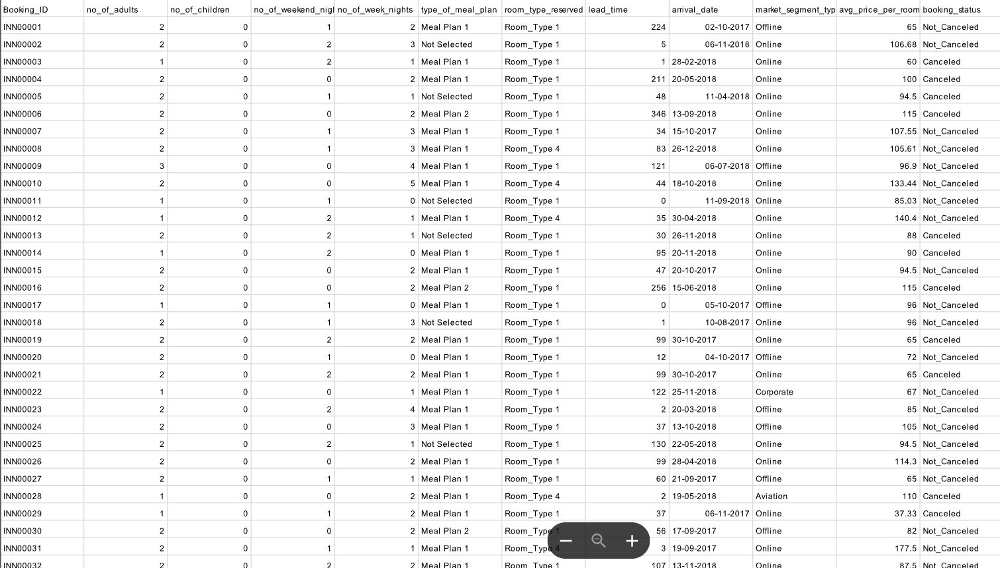 Booking_ID no_of_adults no_of_children no_of_weekend_nigh no_of_week_nights type_of_meal_plan room_type_reserved lead_time arrival_date market_segment_typ avg_price_per_room booking_status
INN00001 2 0 1 2 Meal Plan 1 Room_Type 1 224 02-10-2017 Offline 65 Not_Canceled
INN00002 2 0 2 3 Not Selected Room_Type 1 5 06-11-2018 Online 106.68 Not_Canceled
INN00003 1 0 2 1 Meal Plan 1 Room_Type 1 1 28-02-2018 Online 60 Canceled
INN00004 2 0 0 2 Meal Plan 1 Room_Type 1 211 20-05-2018 Online 100 Canceled
INN00005 2 0 1 1 Not Selected Room_Type 1 48 11-04-2018 Online 94.5 Canceled
INN00006 2 0 0 2 Meal Plan 2 Room_Type 1 346 13-09-2018 Online 115 Canceled
INN00007 2 0 1 3 Meal Plan 1 Room_Type 1 34 15-10-2017 Online 107.55 Not_Canceled
INN00008 2 0 1 3 Meal Plan 1 Room_Type 4 83 26-12-2018 Online 105.61 Not_Canceled
INN00009 3 0 0 4 Meal Plan 1 Room_Type 1 121 06-07-2018 Offline 96.9 Not_Canceled
INN00010 2 0 0 5 Meal Plan 1 Room_Type 4 44 18-10-2018 Online 133.44 Not_Canceled
INN00011 1 0 1 0 Not Selected Room_Type 1 0 11-09-2018 Online 85.03 Not_Canceled
INN00012 1 0 2 1 Meal Plan 1 Room_Type 4 35 30-04-2018 Online 140.4 Not_Canceled
INN00013 2 0 2 1 Not Selected Room_Type 1 30 26-11-2018 Online 88 Canceled
INN00014 1 0 2 0 Meal Plan 1 Room_Type 1 95 20-11-2018 Online 90 Canceled
INN00015 2 0 0 2 Meal Plan 1 Room_Type 1 47 20-10-2017 Online 94.5 Not_Canceled
INN00016 2 0 0 2 Meal Plan 2 Room_Type 1 256 15-06-2018 Online 115 Canceled
INN00017 1 0 1 0 Meal Plan 1 Room_Type 1 0 05-10-2017 Offline 96 Not_Canceled
INN00018 2 0 1 3 Not Selected Room_Type 1 1 10-08-2017 Online 96 Not_Canceled
INN00019 2 0 2 2 Meal Plan 1 Room_Type 1 99 30-10-2017 Online 65 Canceled
INN00020 2 0 1 0 Meal Plan 1 Room_Type 1 12 04-10-2017 Offline 72 Not_Canceled
INN00021 2 0 2 2 Meal Plan 1 Room_Type 1 99 30-10-2017 Online 65 Canceled
INN00022 1 0 0 1 Meal Plan 1 Room_Type 1 122 25-11-2018 Corporate 67 Not_Canceled
INN00023 2 0 2 4 Meal Plan 1 Room_Type 1 2 20-03-2018 Offline 85 Not_Canceled
INN00024 2 0 0 3 Meal Plan 1 Room_Type 1 37 13-10-2018 Offline 105 Not_Canceled
INN00025 2 0 2 1 Not Selected Room_Type 1 130 22-05-2018 Online 94.5 Not_Canceled
INN00026 2 0 0 2 Meal Plan 1 Room_Type 1 99 28-04-2018 Online 114.3 Not_Canceled
INN00027 2 0 1 1 Meal Plan 1 Room_Type 1 60 21-09-2017 Offline 65 Not_Canceled
INN00028 1 0 0 2 Meal Plan 1 Room_Type 4 2 19-05-2018 Aviation 110 Canceled
INN00029 1 0 1 2 Meal Plan 1 Room_Type 1 37 06-11-2017 Online 37.33 Canceled
INN00030 2 0 0 2 Meal Plan 2 Room_Type 1 56 17-09-2017 Offline 82 Not_Canceled
INN00031 2 0 1 1 Meal Plan 1 Room_Type 4 3 19-09-2017 Online 177.5 Not_Canceled
INN00032 2 0 2 2 Meal Plan 1 Room_Type 1 107 13-11-2018 Online 87.5 Not_Canceled